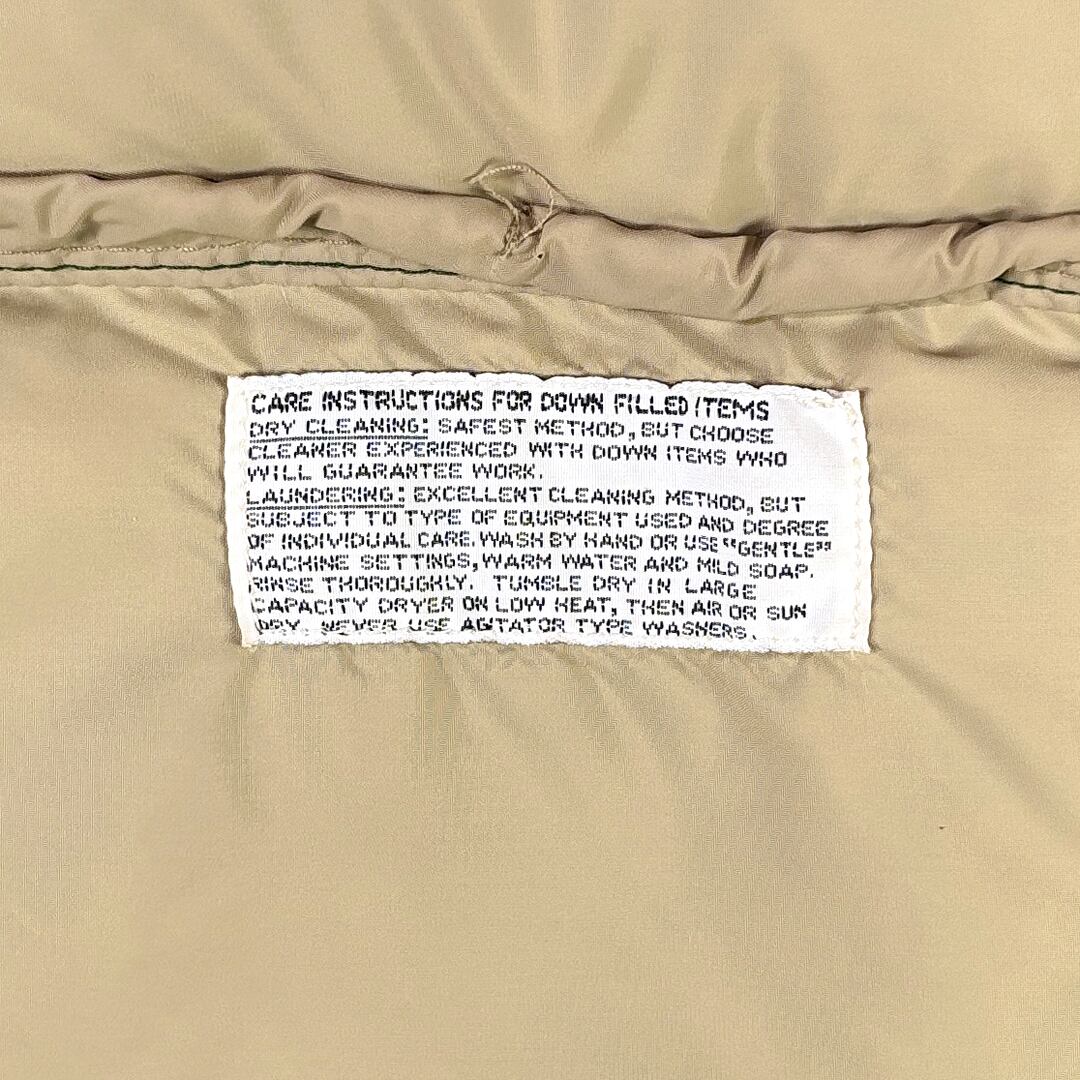 CARE INSTRUCTIONS FOR DOWN FILLED ITEMS
DRY CLEANING: SAFEST METHOD, BUT CHOOSE
CLEANER EXPERIENCED WITH DOWN ITEMS WHO
WILL GUARANTEE WORK.
LAUNDERING: EXCELLENT CLEANING METHOD, BUT
SUBJECT TO TYPE OF EQUIPMENT USED AND DEGREE
OF INDIVIDUAL CARE. WASH BY HAND OR USE "GENTLE"
MACHINE SETTINGS, WARM WATER AND MILD SOAP.
RINSE THOROUGHLY. TUMBLE DRY IN LARGE
CAPACITY DRYER ON LOW HEAT, THEN AIR OR SUN
DRY. NEVER USE AGITATOR TYPE WASHERS.